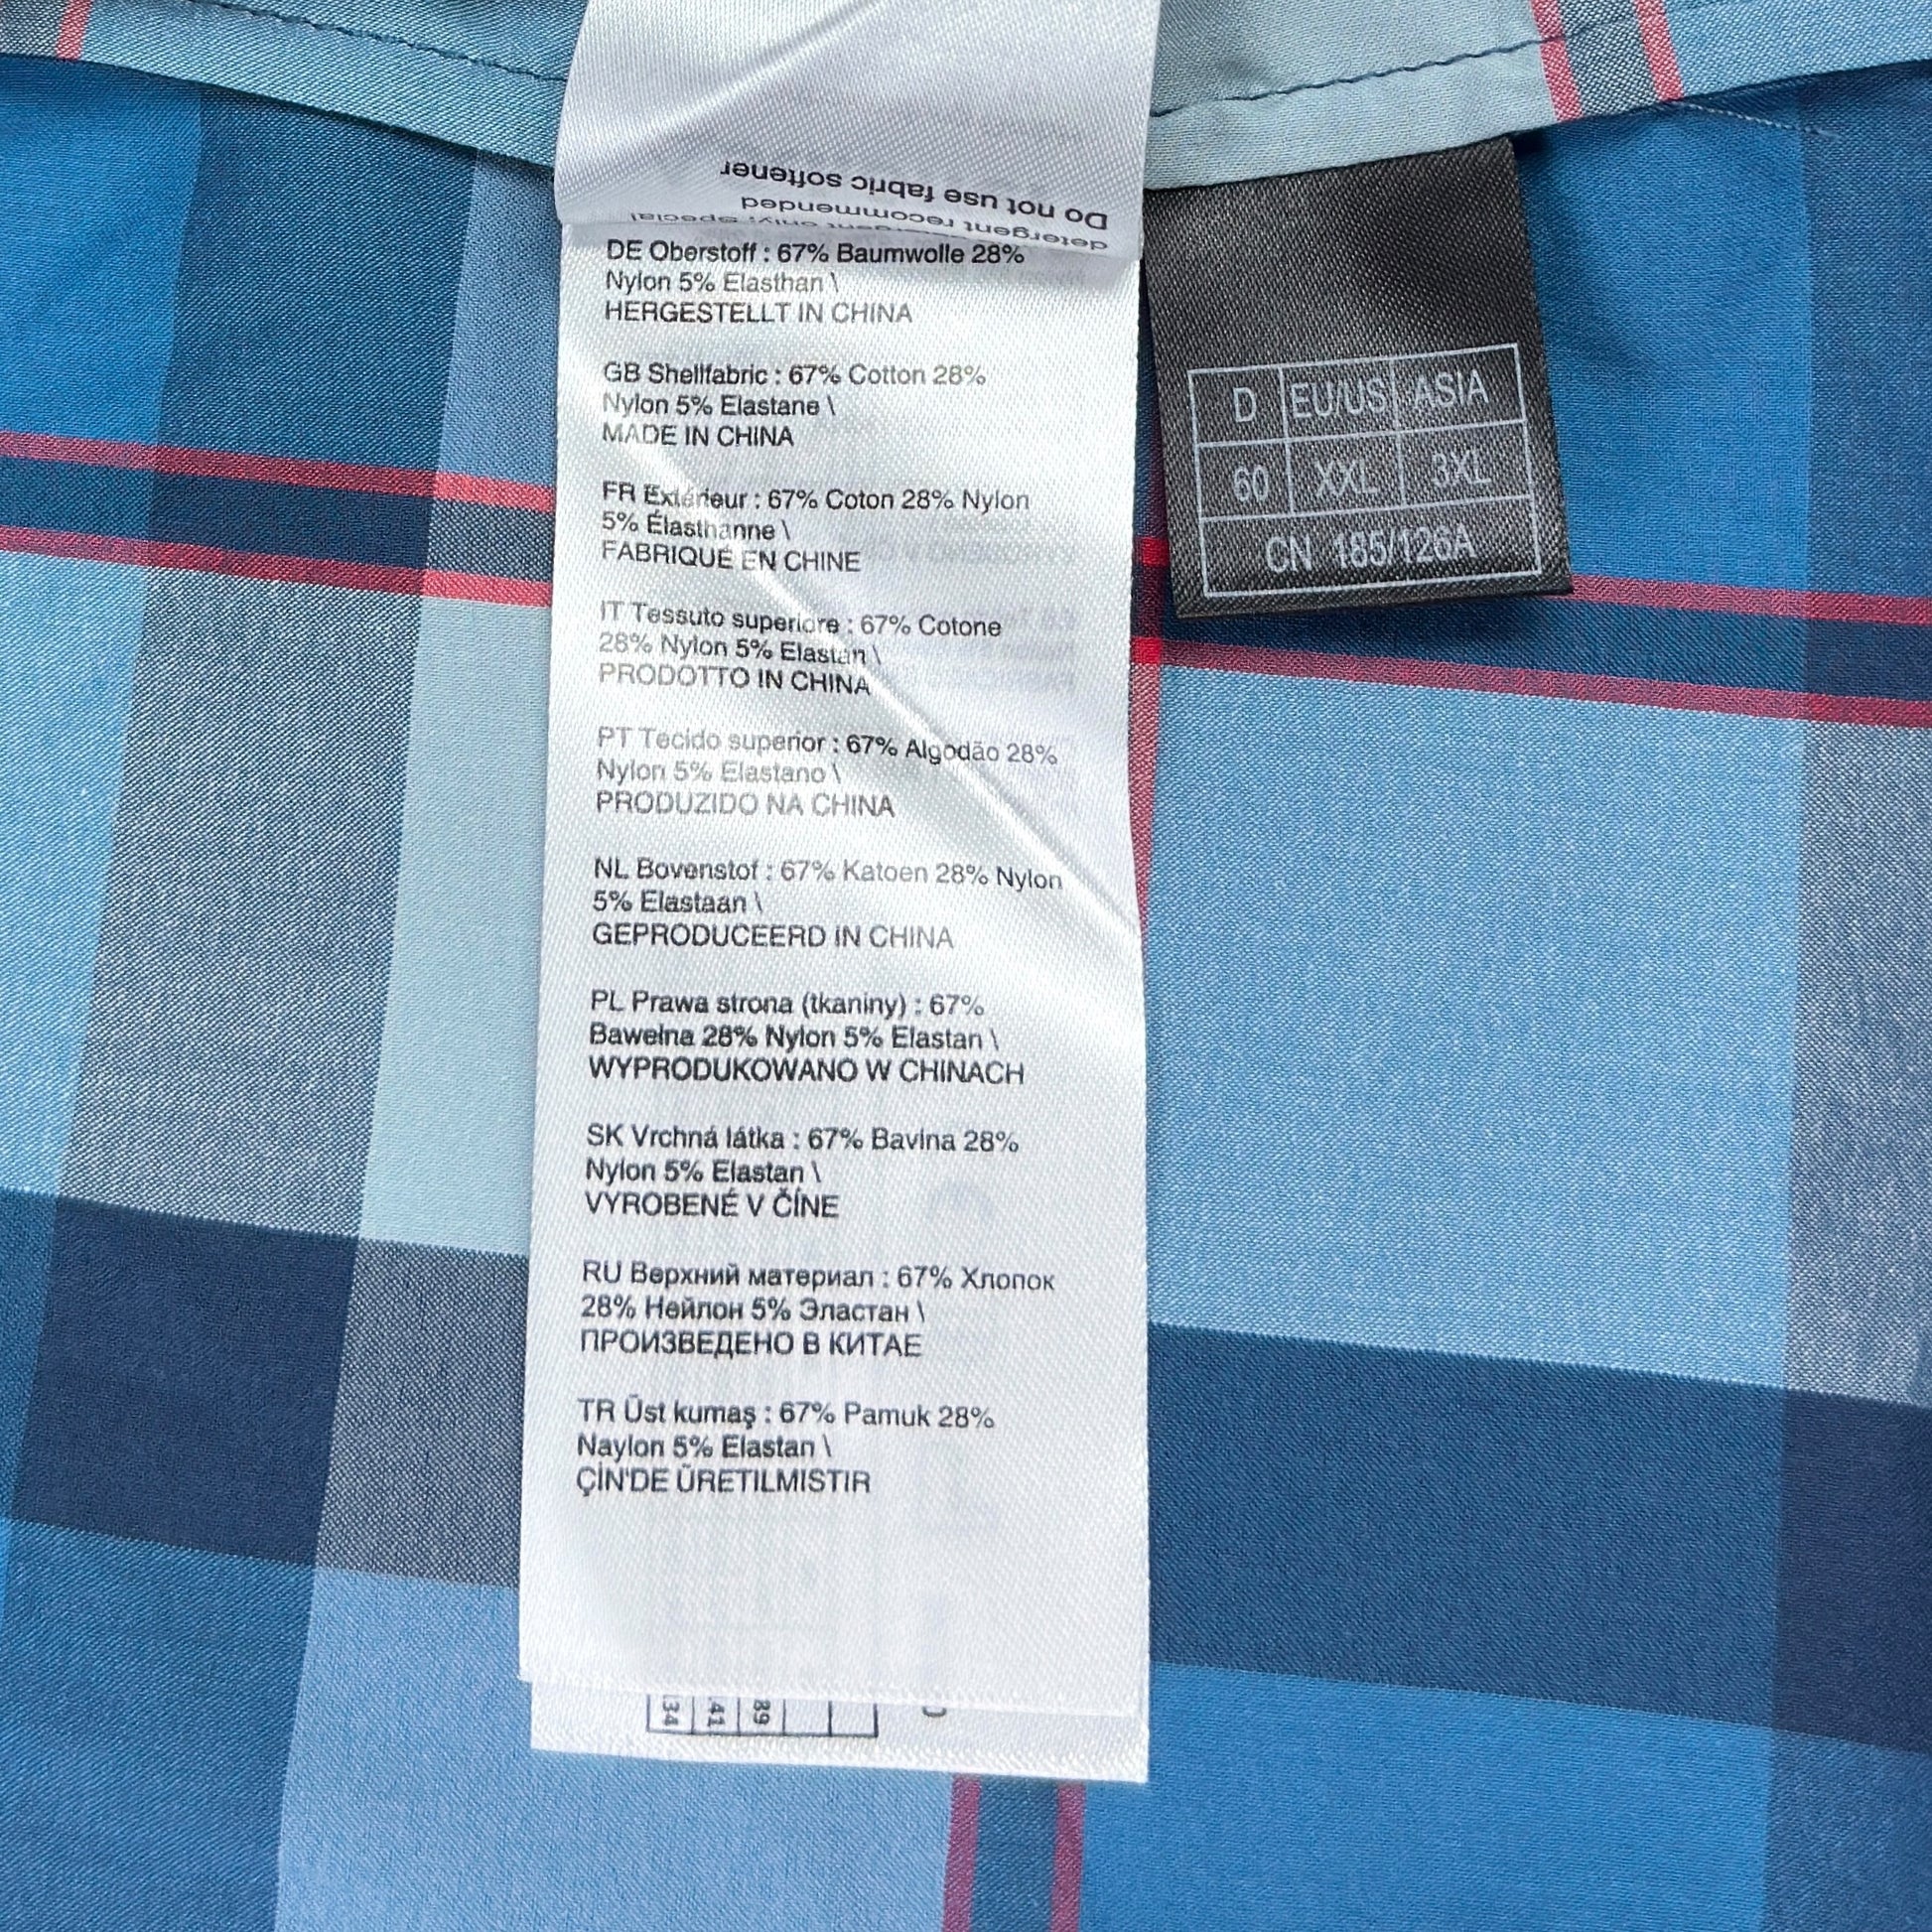 Do not use fabric softener
detergent recommended
DE Oberstoff : 67% Baumwolle 28%
Nylon 5% Elasthan \
HERGESTELLT IN CHINA
GB Shellfabric : 67% Cotton 28%
Nylon 5% Elastane \
MADE IN CHINA
FR Extérieur : 67% Coton 28% Nylon
5% Élasthanne \
FABRIQUÉ EN CHINE
IT Tessuto superiore : 67% Cotone
28% Nylon 5% Elastan \
PRODOTTO IN CHINA
PT Tecido superior : 67% Algodão 28%
Nylon 5% Elastano \
PRODUZIDO NA CHINA
NL Bovenstof : 67% Katoen 28% Nylon
5% Elastaan \
GEPRODUCEERD IN CHINA
PL Prawa strona (tkaniny) : 67%
Bawełna 28% Nylon 5% Elastan \
WYPRODUKOWANO W CHINACH
SK Vrchná látka : 67% Bavlna 28%
Nylon 5% Elastan \
VYROBENÉ V ČÍNE
RU Верхний материал : 67% Хлопок
28% Нейлон 5% Эластан \
ПРОИЗВЕДЕНО В КИТАЕ
TR Üst kumaş : 67% Pamuk 28%
Naylon 5% Elastan \
ÇİN'DE ÜRETILMISTIR
34 41 89
D EU/US ASIA
60 XXL 3XL
CN 185/126A